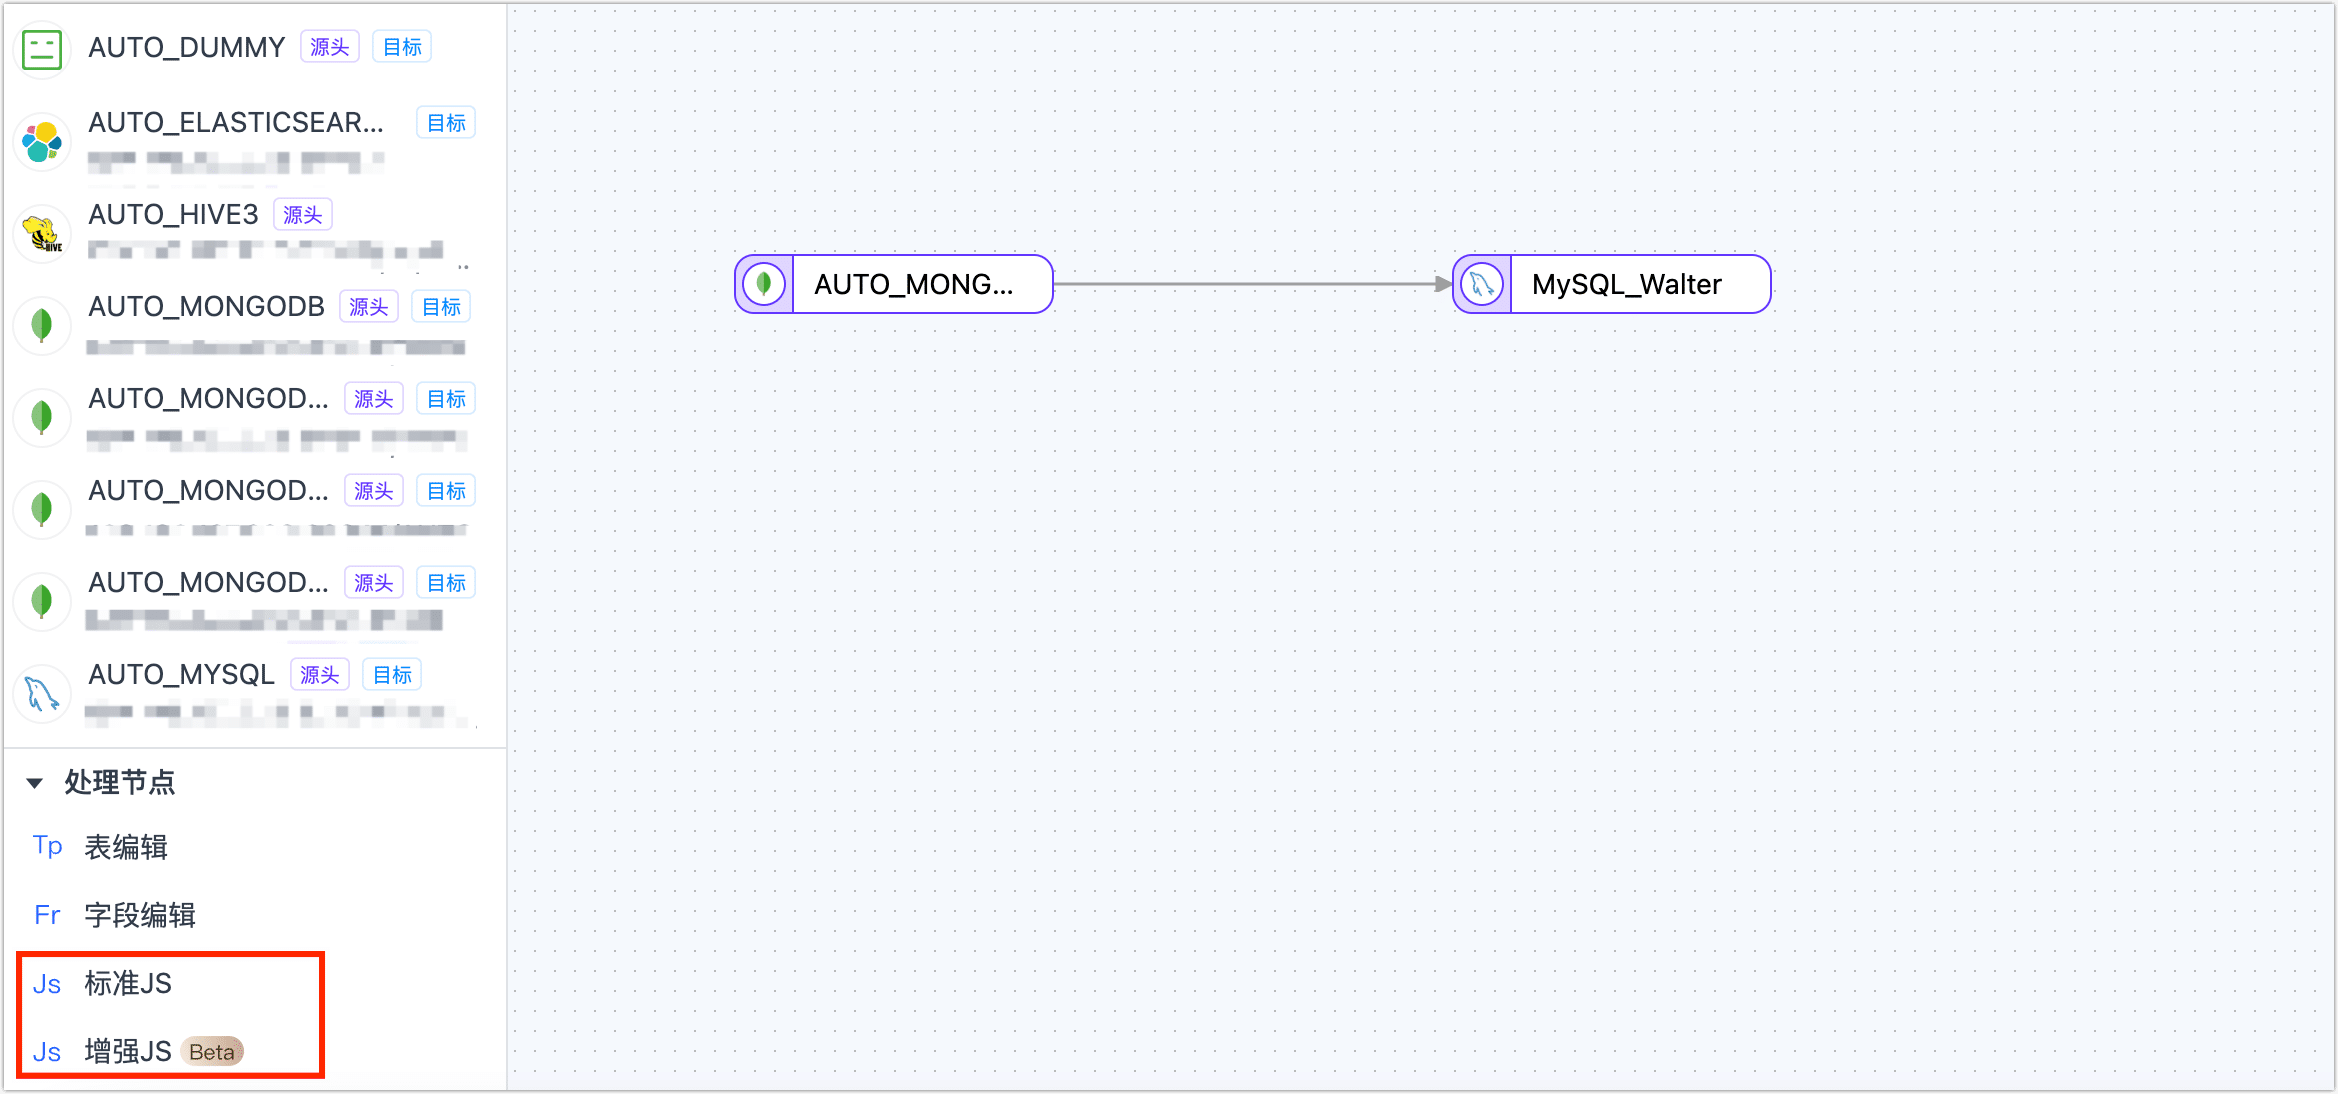 AUTO_DUMMY 源头 目标
AUTO_ELASTICSEAR... 目标
AUTO_HIVE3 源头
HIVE
AUTO_MONGODB 源头 目标
AUTO_MONGOD... 源头 目标
AUTO_MONGOD... 源头 目标
AUTO_MONGOD... 源头 目标
AUTO_MYSQL 源头 目标
处理节点
Tp 表编辑
Fr 字段编辑
Js 标准JS
Js 增强JS Beta
AUTO_MONG...
MySQL_Walter